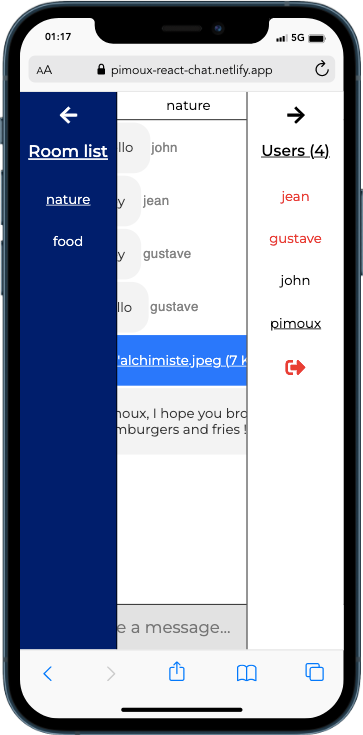 01:17
5G
AA
pimoux-react-chat.netlify.app
Room list
nature
food
nature
llo john
y jean
y gustave
llo gustave
'alchimiste.jpeg (7 K
noux, I hope you bro
mburgers and fries !
e a message...
Users (4)
jean
gustave
john
pimoux